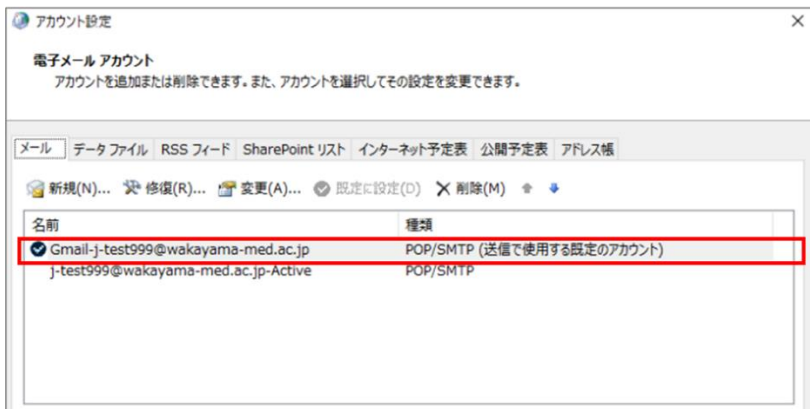 アカウント設定
電子メール アカウント
アカウントを追加または削除できます。また、アカウントを選択してその設定を変更できます。
メール データ ファイル RSS フィード SharePoint リスト インターネット予定表 公開予定表 アドレス帳
新規(N)... 修復(R)... 変更(A)... 既定に設定(D) 削除(M)
名前 種類
Gmail-j-test999@wakayama-med.ac.jp POP/SMTP (送信で使用する既定のアカウント)
j-test999@wakayama-med.ac.jp-Active POP/SMTP